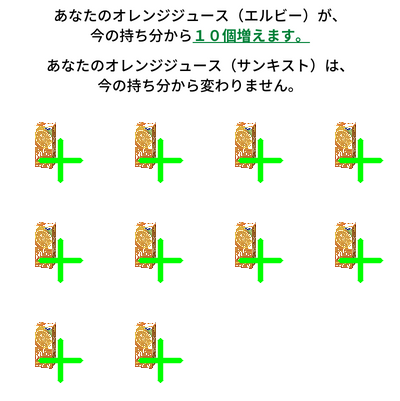 あなたのオレンジジュース（エルビー）が、
今の持ち分から１０個増えます。
あなたのオレンジジュース（サンキスト）は、
今の持ち分から変わりません。